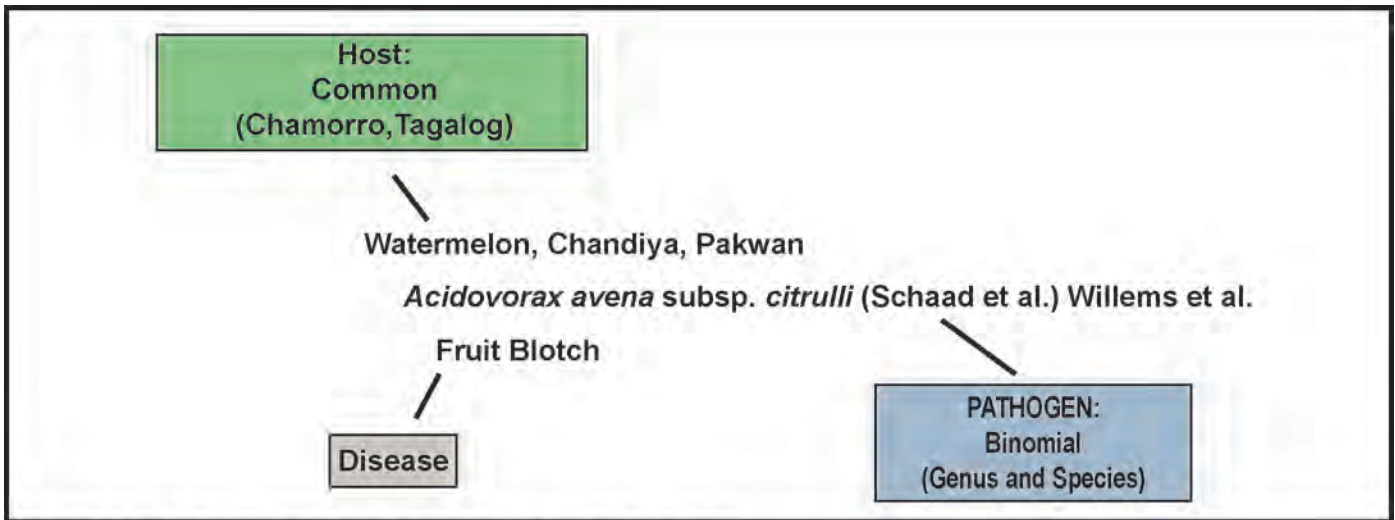 Host:
Common
(Chamorro,Tagalog)
Watermelon, Chandiya, Pakwan
Acidovorax avena subsp. citrulli (Schaad et al.) Willems et al.
Fruit Blotch
Disease
PATHOGEN:
Binomial
(Genus and Species)